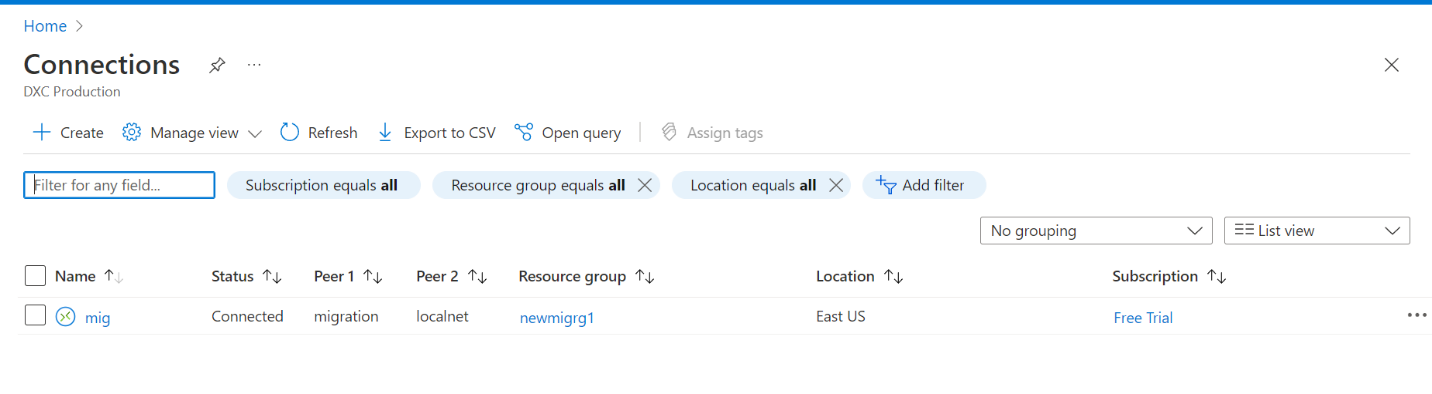 Home
Connections
DXC Production
Create Manage view Refresh Export to CSV Open query Assign tags
Filter for any field... Subscription equals all Resource group equals all Location equals all Add filter
No grouping List view
Name Status Peer 1 Peer 2 Resource group Location Subscription
mig Connected migration localnet newmigrg1 East US Free Trial